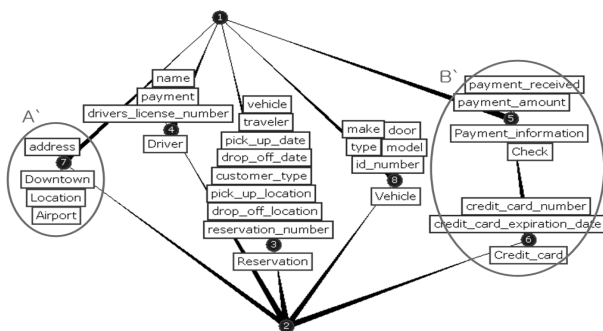 1
A`
address
7
Downtown
Location
Airport
name
payment
drivers_license_number
4
Driver
vehicle
traveler
pick_up_date
drop_off_date
customer_type
pick_up_location
drop_off_location
reservation_number
3
Reservation
make door
type model
id_number
8
Vehicle
B`
payment_received
payment_amount
5
Payment_information
Check
credit_card_number
credit_card_expiration_date
6
Credit_card
2